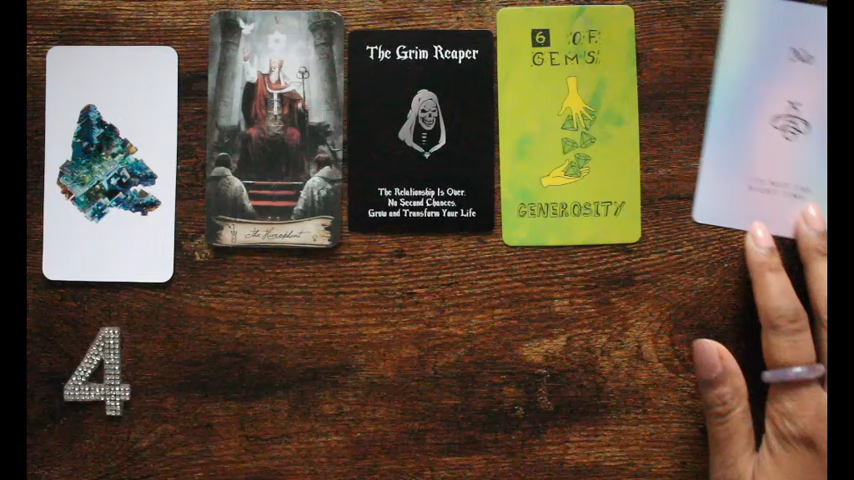 The Hierophant
The Grim Reaper
The Relationship Is Over.
No Second Chances.
Grow and Transform Your Life
6 OF
GEMS
GENEROSITY
No
4